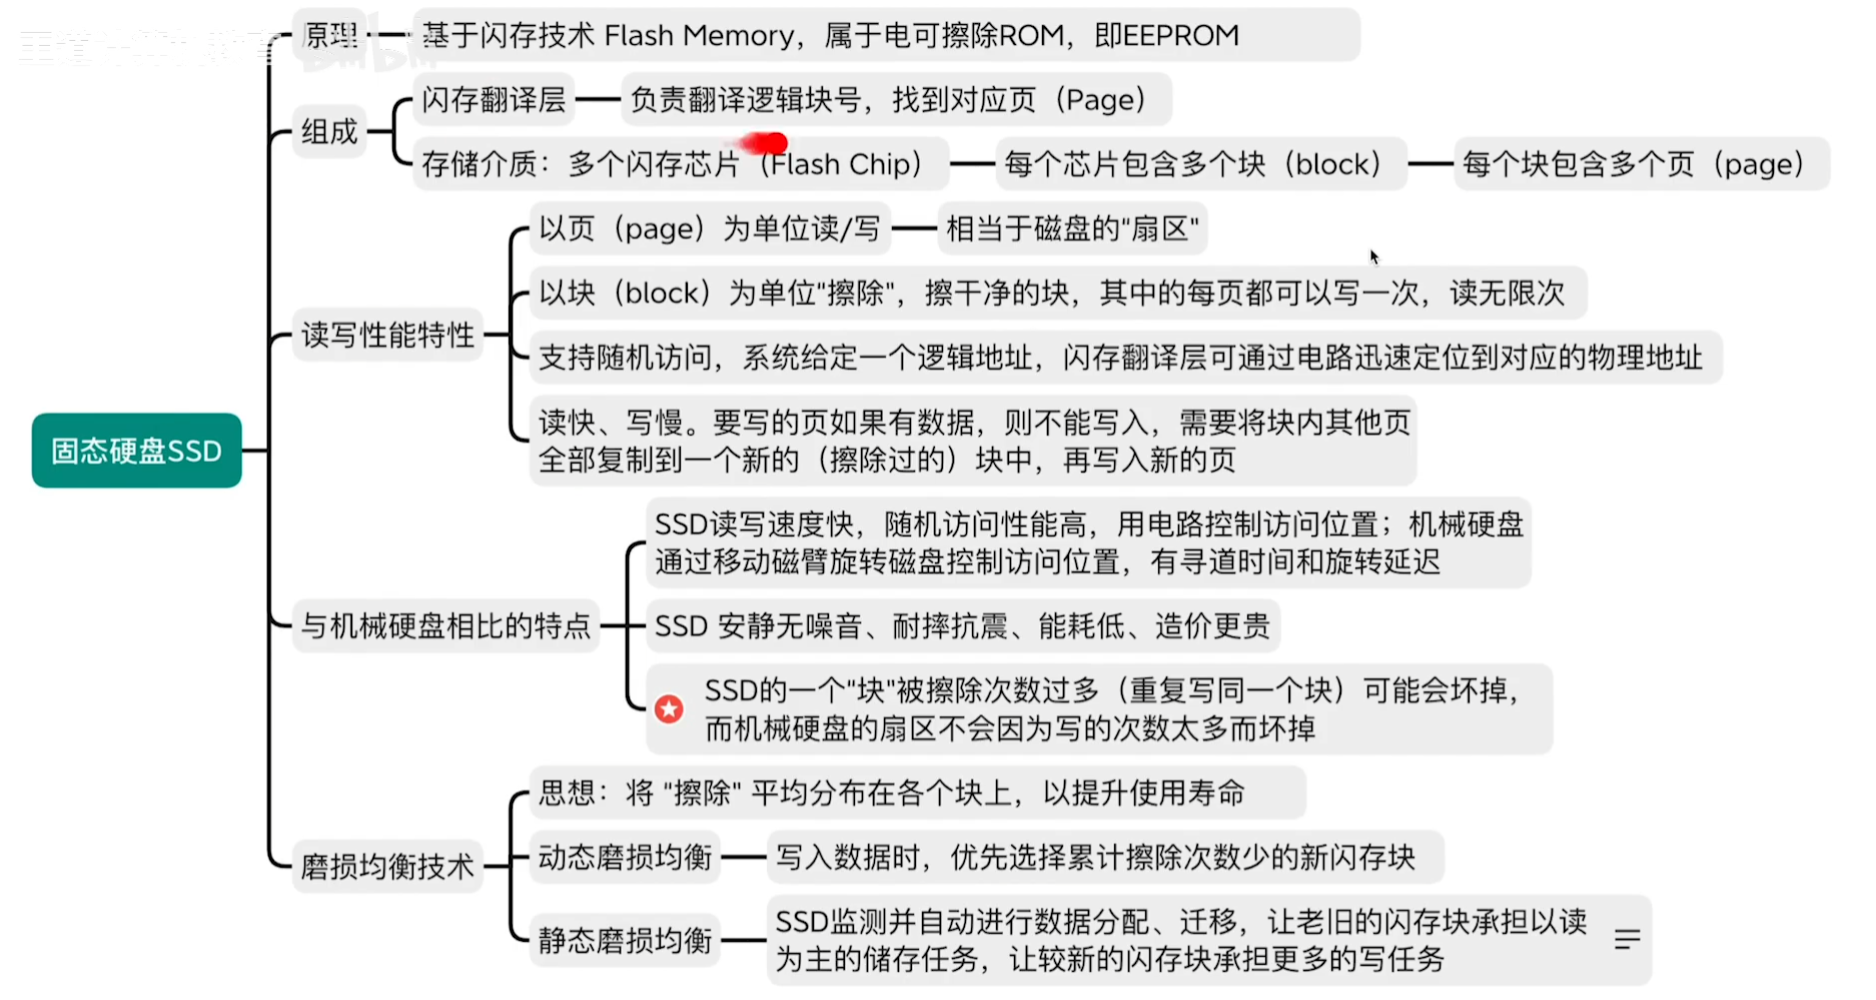 原理
基于闪存技术 Flash Memory，属于电可擦除ROM，即EEPROM
组成
闪存翻译层
负责翻译逻辑块号，找到对应页（Page）
存储介质：多个闪存芯片（Flash Chip）
每个芯片包含多个块（block）
每个块包含多个页（page）
固态硬盘SSD
读写性能特性
以页（page）为单位读/写
相当于磁盘的"扇区"
以块（block）为单位"擦除"，擦干净的块，其中的每页都可以写一次，读无限次
支持随机访问，系统给定一个逻辑地址，闪存翻译层可通过电路迅速定位到对应的物理地址
读快、写慢。要写的页如果有数据，则不能写入，需要将块内其他页
全部复制到一个新的（擦除过的）块中，再写入新的页
与机械硬盘相比的特点
SSD读写速度快，随机访问性能高，用电路控制访问位置；机械硬盘
通过移动磁臂旋转磁盘控制访问位置，有寻道时间和旋转延迟
SSD 安静无噪音、耐摔抗震、能耗低、造价更贵
SSD的一个"块"被擦除次数过多（重复写同一个块）可能会坏掉，
而机械硬盘的扇区不会因为写的次数太多而坏掉
磨损均衡技术
思想：将 "擦除" 平均分布在各个块上，以提升使用寿命
动态磨损均衡
写入数据时，优先选择累计擦除次数少的新闪存块
静态磨损均衡
SSD监测并自动进行数据分配、迁移，让老旧的闪存块承担以读
为主的储存任务，让较新的闪存块承担更多的写任务